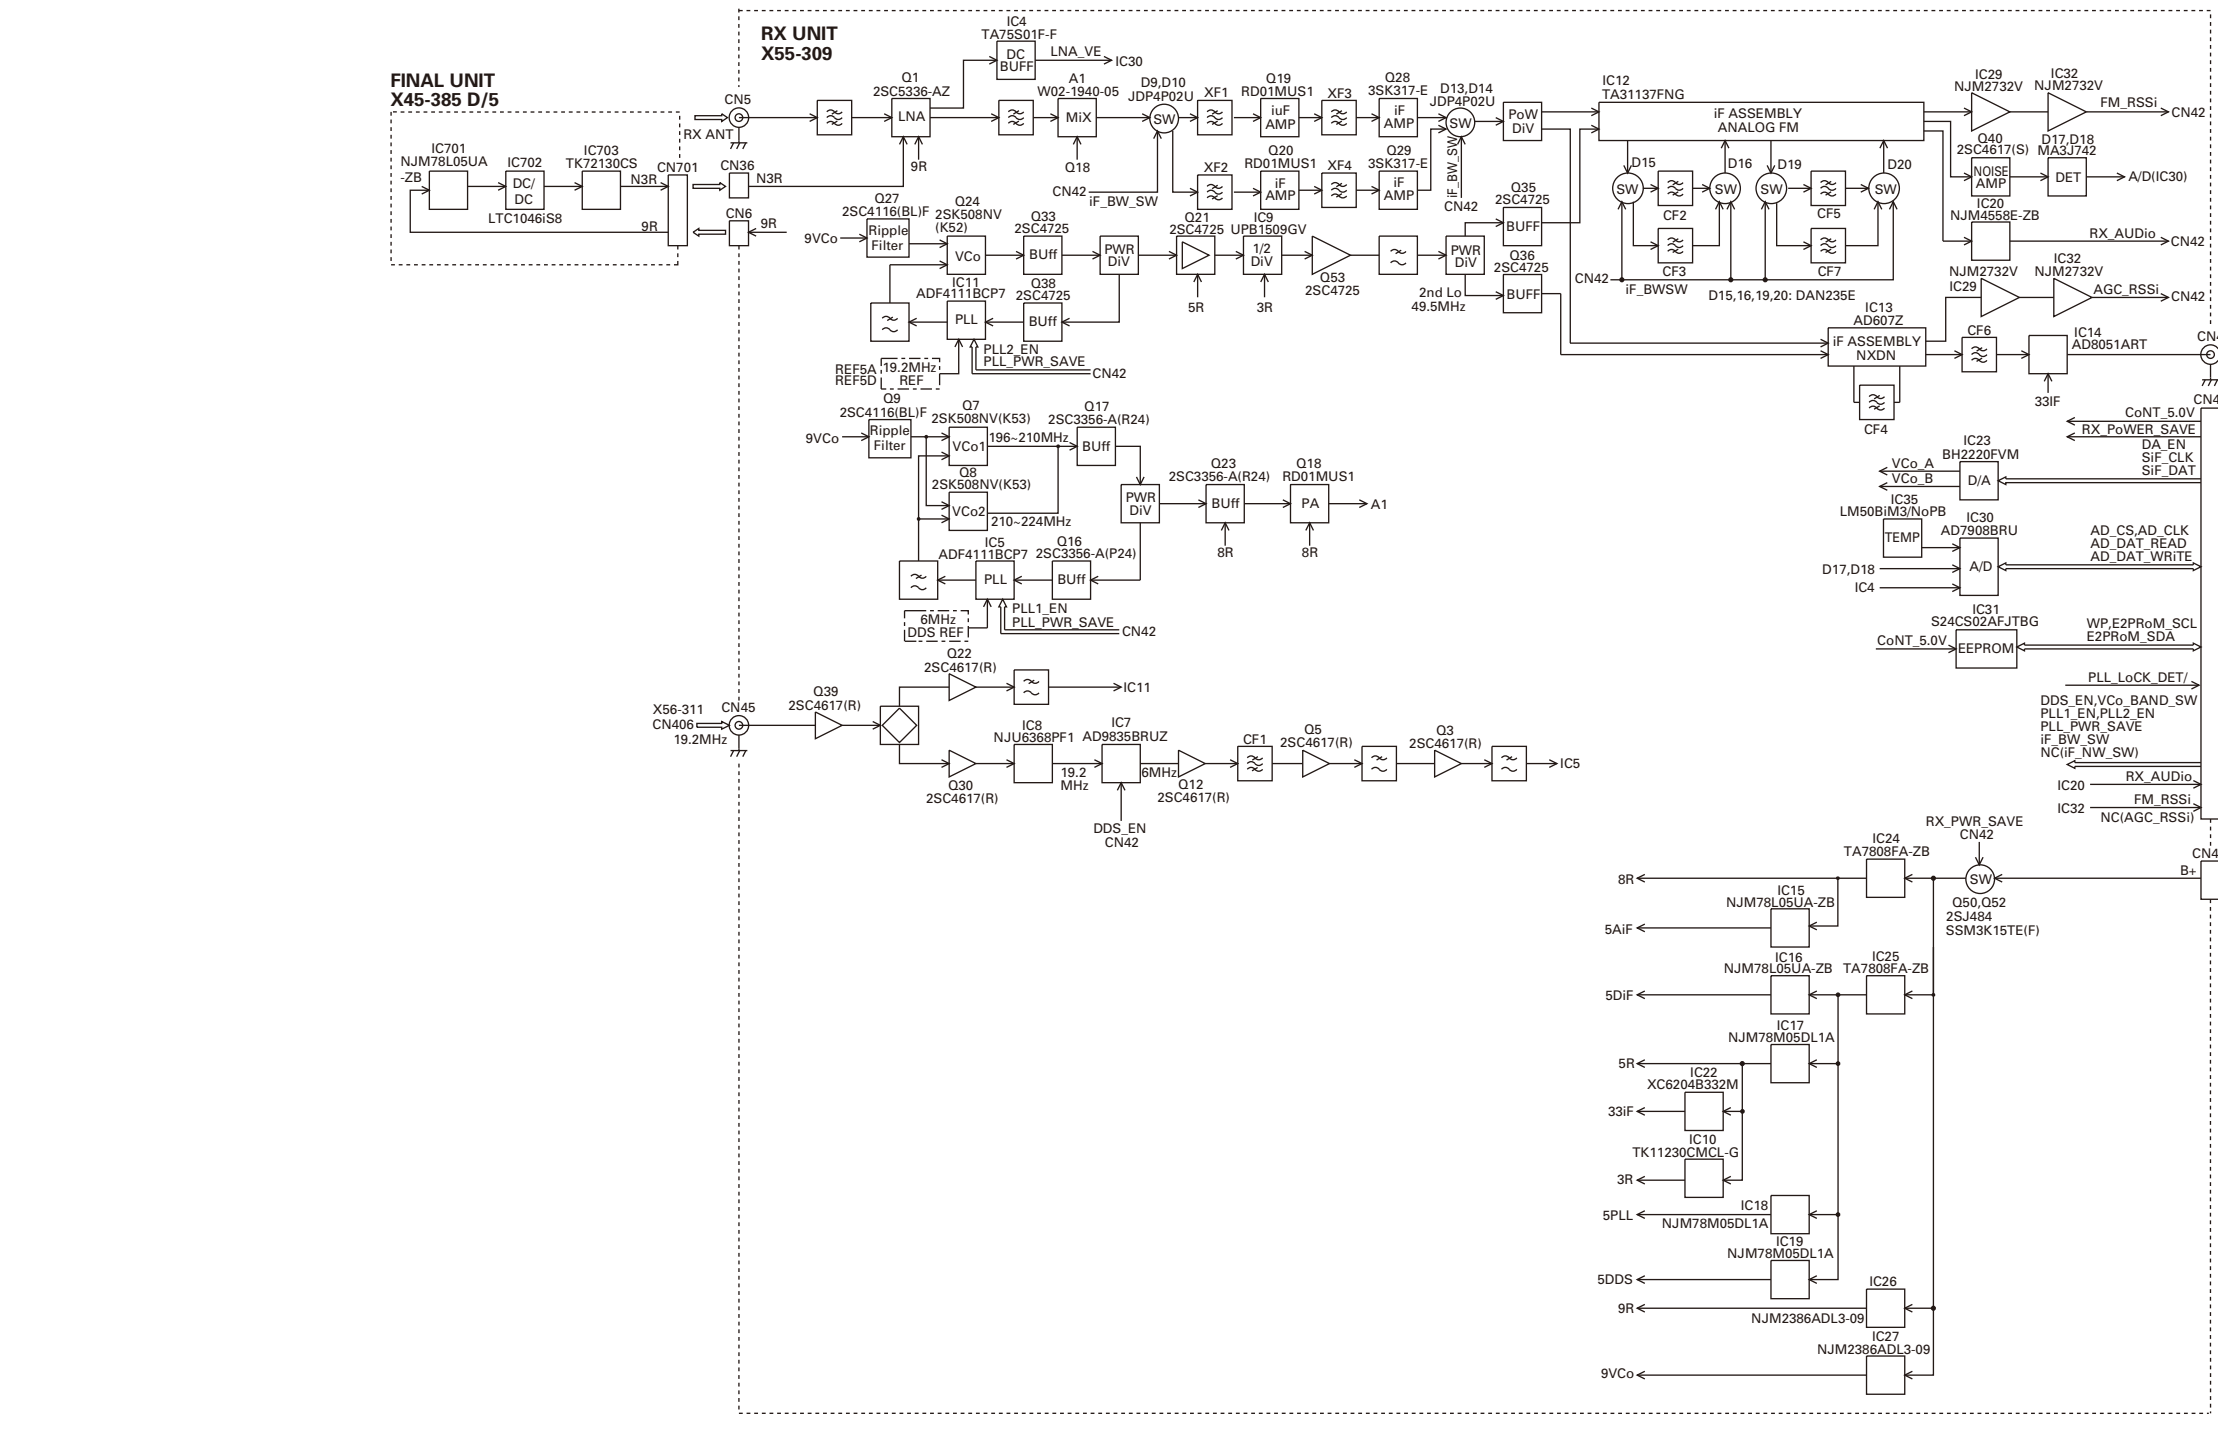 RX UNIT
X55-309
FINAL UNIT
X45-385 D/5
IC701
NJM78L05UA
-ZB
IC702
DC/
DC
LTC1046iS8
IC703
TK72130CS
N3R
CN701
9R
CN5
RX ANT
CN36
N3R
CN6
9R
Q1
2SC5336-AZ
LNA
9R
IC4
TA75S01F-F
DC
BUFF
LNA_VE
IC30
A1
W02-1940-05
MiX
Q18
D9,D10
JDP4P02U
SW
CN42
iF_BW_SW
XF1
XF2
Q19
RD01MUS1
iuF
AMP
Q20
RD01MUS1
iF
AMP
XF3
XF4
Q28
3SK317-E
iF
AMP
Q29
3SK317-E
iF
AMP
D13,D14
JDP4P02U
SW
iF_BW_SW
CN42
PoW
DiV
IC12
TA31137FNG
iF ASSEMBLY
ANALOG FM
D15
SW
CF2
CF3
D16
SW
D19
SW
CF5
CF7
D20
SW
CN42
iF_BWSW
D15,16,19,20: DAN235E
IC29
NJM2732V
IC32
NJM2732V
FM_RSSi
CN42
Q40
2SC4617(S)
NOISE
AMP
D17,D18
MA3J742
DET
A/D(IC30)
IC20
NJM4558E-ZB
RX_AUDio
CN42
NJM2732V
IC29
IC32
NJM2732V
AGC_RSSi
CN42
IC13
AD607Z
iF ASSEMBLY
NXDN
CF4
CF6
IC14
AD8051ART
33IF
CN4
Q27
2SC4116(BL)F
9VCo
Ripple
Filter
Q24
2SK508NV
(K52)
VCo
Q33
2SC4725
BUff
PWR
DiV
Q21
2SC4725
5R
IC9
UPB1509GV
1/2
DiV
3R
Q53
2SC4725
PWR
DiV
2nd Lo
49.5MHz
Q35
2SC4725
BUFF
Q36
2SC4725
BUFF
IC11
ADF4111BCP7
PLL
Q38
2SC4725
BUff
PLL2_EN
PLL_PWR_SAVE
CN42
REF5A
REF5D
19.2MHz
REF
Q9
2SC4116(BL)F
9VCo
Ripple
Filter
Q7
2SK508NV(K53)
VCo1
196~210MHz
Q8
2SK508NV(K53)
VCo2
210~224MHz
Q17
2SC3356-A(R24)
BUff
PWR
DiV
Q23
2SC3356-A(R24)
BUff
8R
Q18
RD01MUS1
PA
8R
A1
IC5
ADF4111BCP7
PLL
Q16
2SC3356-A(P24)
BUff
PLL1_EN
PLL_PWR_SAVE
CN42
6MHz
DDS REF
X56-311
CN406
19.2MHz
CN45
Q39
2SC4617(R)
Q22
2SC4617(R)
IC11
Q30
2SC4617(R)
IC8
NJU6368PF1
19.2
MHz
IC7
AD9835BRUZ
DDS_EN
CN42
6MHz
Q12
2SC4617(R)
CF1
Q5
2SC4617(R)
Q3
2SC4617(R)
IC5
CN4
CoNT_5.0V
RX_PoWER_SAVE
DA_EN
SiF_CLK
SiF_DAT
VCo_A
VCo_B
IC23
BH2220FVM
D/A
IC35
LM50BiM3/NoPB
TEMP
IC30
AD7908BRU
A/D
AD_CS,AD_CLK
AD_DAT_READ
AD_DAT_WRiTE
D17,D18
IC4
IC31
S24CS02AFJTBG
CoNT_5.0V
EEPROM
WP,E2PRoM_SCL
E2PRoM_SDA
PLL_LoCK_DET/
DDS_EN,VCo_BAND_SW
PLL1_EN,PLL2_EN
PLL_PWR_SAVE
iF_BW_SW
NC(iF_NW_SW)
IC20
RX_AUDio
IC32
FM_RSSi
NC(AGC_RSSi)
CN4
B+
RX_PWR_SAVE
CN42
SW
Q50,Q52
2SJ484
SSM3K15TE(F)
IC24
TA7808FA-ZB
8R
IC15
NJM78L05UA-ZB
5AiF
IC16
NJM78L05UA-ZB
5DiF
IC25
TA7808FA-ZB
IC17
NJM78M05DL1A
5R
IC22
XC6204B332M
33iF
IC10
TK11230CMCL-G
3R
IC18
5PLL
NJM78M05DL1A
IC19
NJM78M05DL1A
5DDS
IC26
9R
NJM2386ADL3-09
IC27
NJM2386ADL3-09
9VCo